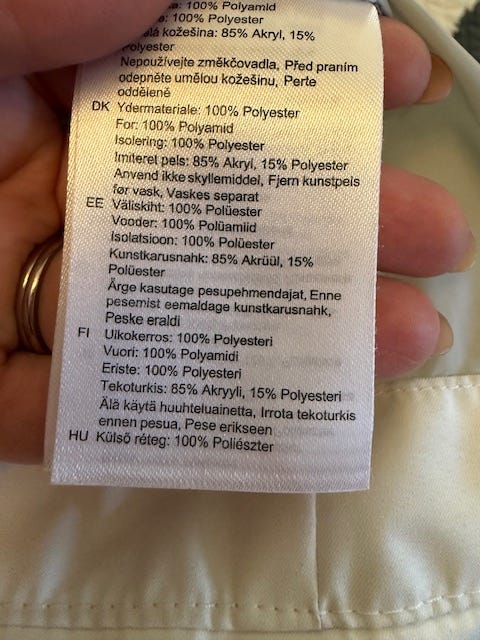 100% Polyamid
100% Polyester
kožešina: 85% Akryl, 15%
Polyester
Nepoužívejte změkčovadla, Před praním
odepněte umělou kožešinu, Perte
odděleně
DK Ydermateriale: 100% Polyester
For: 100% Polyamid
Isolering: 100% Polyester
Imiteret pels: 85% Akryl, 15% Polyester
Anvend ikke skyllemiddel, Fjern kunstpels
før vask, Vaskes separat
EE Väliskiht: 100% Polüester
Vooder: 100% Polüamiid
Isolatsioon: 100% Polüester
Kunstkarusnahk: 85% Akrüül, 15%
Polüester
Ärge kasutage pesupehmendajat, Enne
pesemist eemaldage kunstkarusnahk,
Peske eraldi
FI Ulkokerros: 100% Polyesteri
Vuori: 100% Polyamidi
Eriste: 100% Polyesteri
Tekoturkis: 85% Akryyli, 15% Polyesteri
Älä käytä huuhteluainetta, Irrota tekoturkis
ennen pesua, Pese erikseen
HU Külső réteg: 100% Poliészter